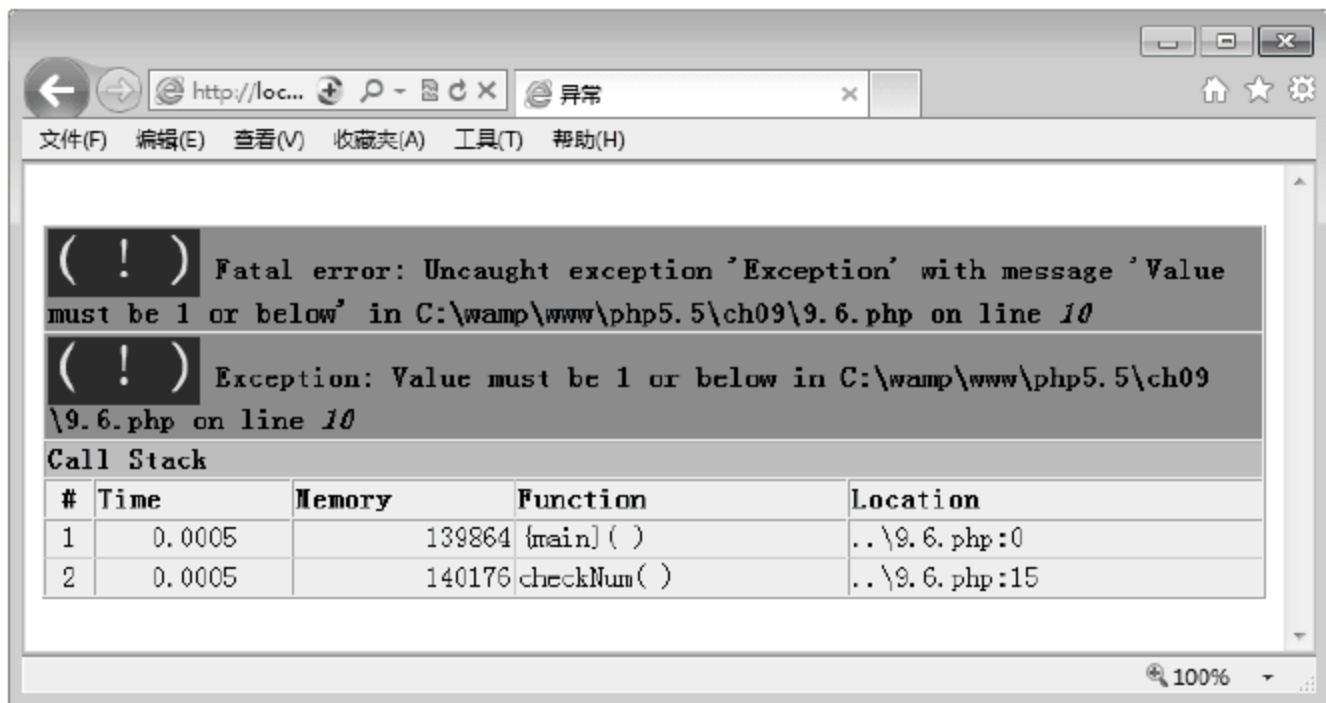 http://loc... 异常
文件(F) 编辑(E) 查看(V) 收藏夹(A) 工具(T) 帮助(H)
( ! ) Fatal error: Uncaught exception 'Exception' with message 'Value
must be 1 or below' in C:\wamp\www\php5.5\ch09\9.6.php on line 10
( ! ) Exception: Value must be 1 or below in C:\wamp\www\php5.5\ch09
\9.6.php on line 10
Call Stack
# Time Memory Function Location
1 0.0005 139864 {main}( ) ..\9.6.php:0
2 0.0005 140176 checkNum( ) ..\9.6.php:15
100%